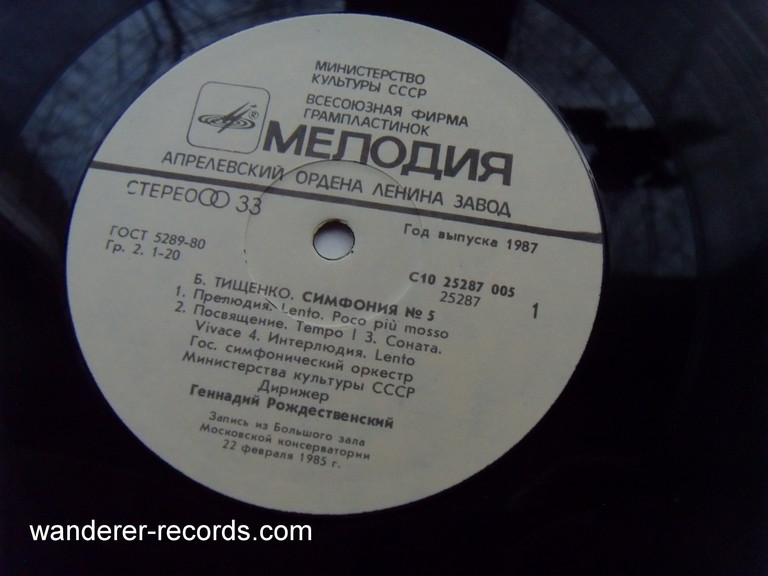 МИНИСТЕРСТВО
КУЛЬТУРЫ СССР
ВСЕСОЮЗНАЯ ФИРМА
ГРАМПЛАСТИНОК
МЕЛОДИЯ
АПРЕЛЕВСКИЙ ОРДЕНА ЛЕНИНА ЗАВОД
СТЕРЕО 33
Год выпуска 1987
ГОСТ 5289-80
Гр. 2. 1-20
С10 25287 005
25287
1
Б. ТИЩЕНКО. СИМФОНИЯ № 5
1. Прелюдия. Lento. Poco più mosso
2. Посвящение. Tempo I 3. Соната.
Vivace 4. Интерлюдия. Lento
Гос. симфонический оркестр
Министерства культуры СССР
Дирижер
Геннадий Рождественский
Запись из Большого зала
Московской консерватории
22 февраля 1985 г.
wanderer-records.com